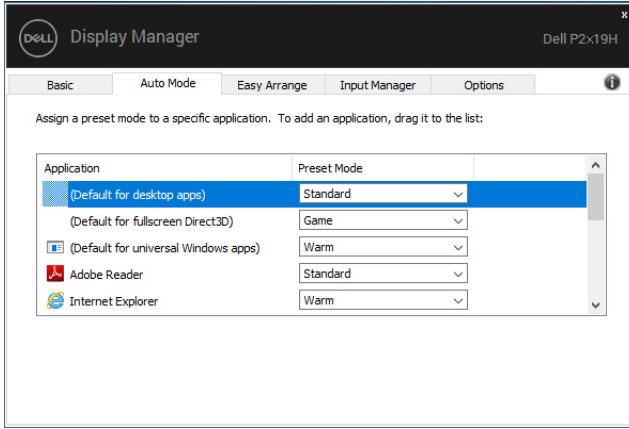 x
DELL Display Manager Dell P2x19H
Basic Auto Mode Easy Arrange Input Manager Options
Assign a preset mode to a specific application. To add an application, drag it to the list:
Application Preset Mode
(Default for desktop apps) Standard
(Default for fullscreen Direct3D) Game
(Default for universal Windows apps) Warm
Adobe Reader Standard
Internet Explorer Warm